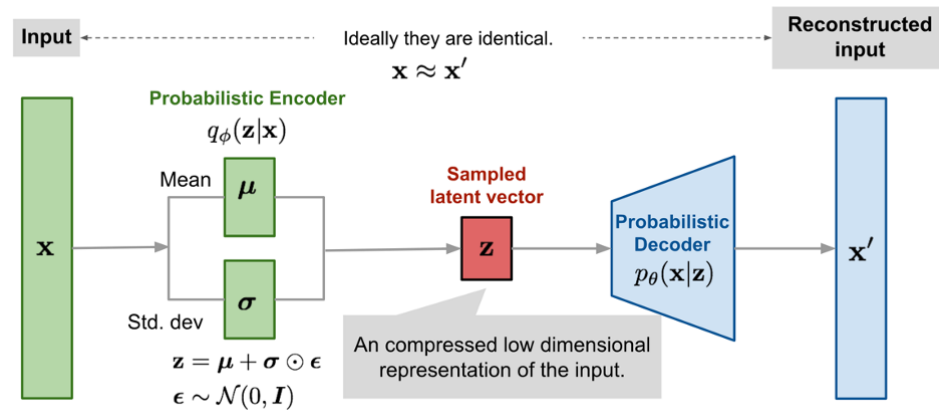 Input
Ideally they are identical.
x ≈ x′
Reconstructed
input
Probabilistic Encoder
qϕ(z|x)
Mean
μ
x
Std. dev
σ
z = μ + σ ⊙ ϵ
ϵ ∼ 𝒩(0, I)
Sampled
latent vector
z
An compressed low dimensional
representation of the input.
Probabilistic
Decoder
pθ(x|z)
x′